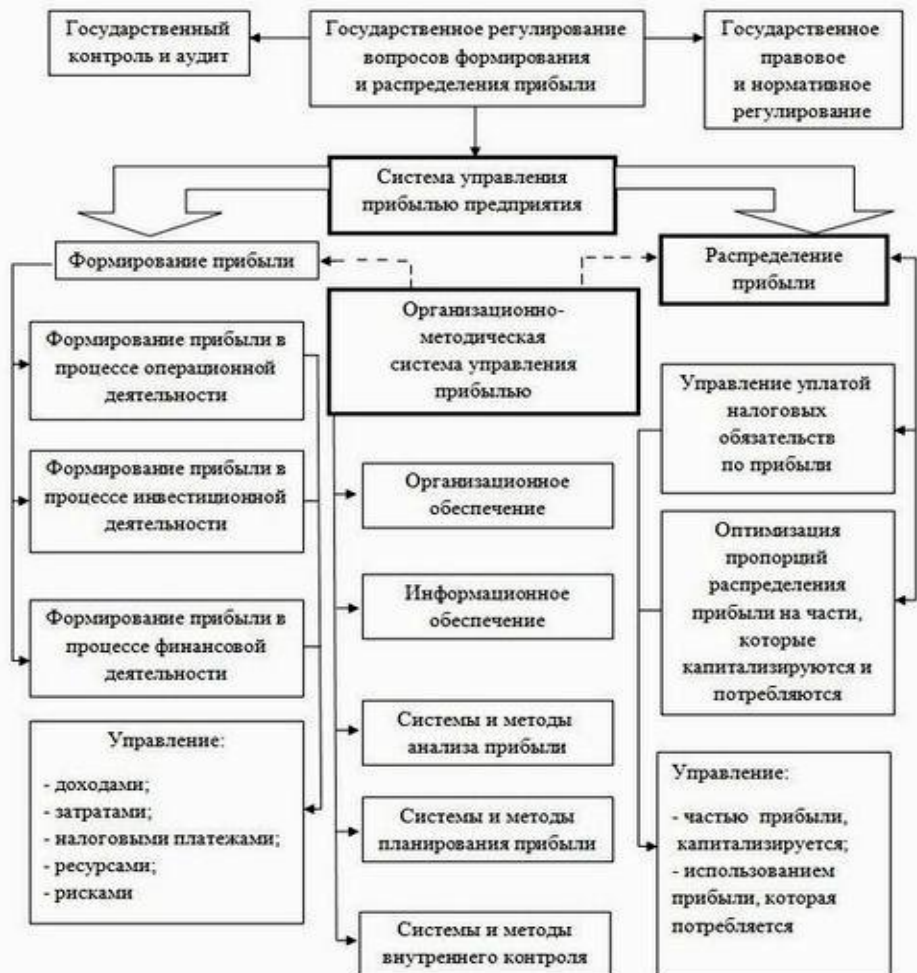 Государственный
контроль и аудит
Государственное регулирование
вопросов формирования
и распределения прибыли
Государственное
правовое
и нормативное
регулирование
Система управления
прибылью предприятия
Формирование прибыли
Распределение
прибыли
Организационно-
методическая
система управления
прибылью
Формирование прибыли в
процессе операционной
деятельности
Формирование прибыли в
процессе инвестиционной
деятельности
Формирование прибыли в
процессе финансовой
деятельности
Управление:
- доходами;
- затратами;
- налоговыми платежами;
- ресурсами;
- рисками
Организационное
обеспечение
Информационное
обеспечение
Системы и методы
анализа прибыли
Системы и методы
планирования прибыли
Системы и методы
внутреннего контроля
Управление уплатой
налоговых
обязательств
по прибыли
Оптимизация
пропорций
распределения
прибыли на части,
которые
капитализируются и
потребляются
Управление:
- частью прибыли,
капитализируется;
- использованием
прибыли, которая
потребляется